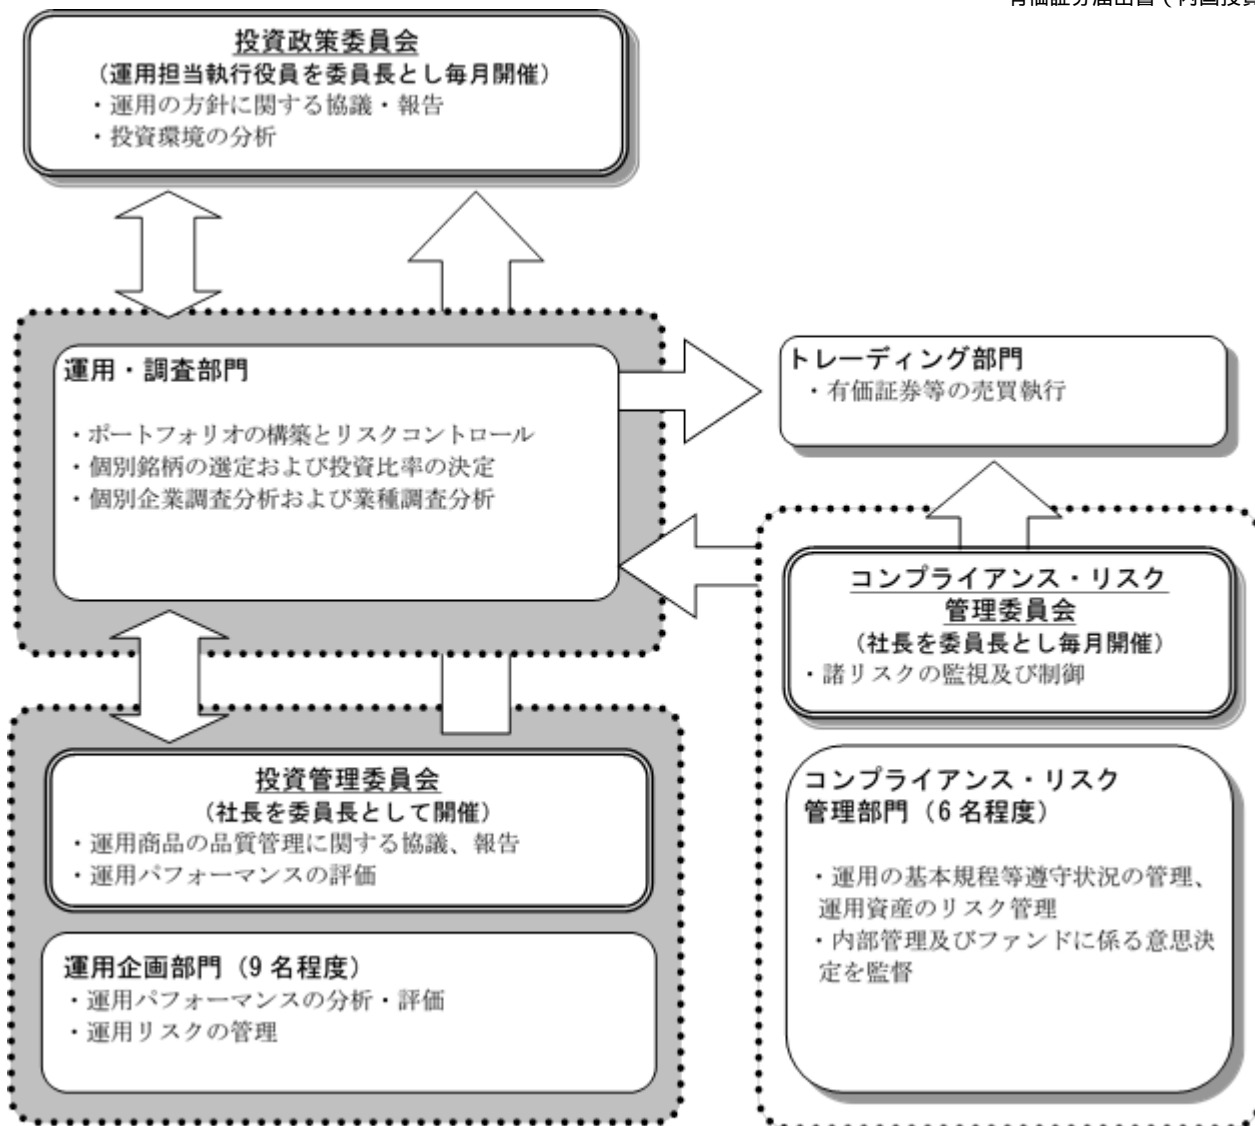 有価証券届出書（内国投資
投資政策委員会
（運用担当執行役員を委員長とし毎月開催）
・運用の方針に関する協議・報告
・投資環境の分析
運用・調査部門
・ポートフォリオの構築とリスクコントロール
・個別銘柄の選定および投資比率の決定
・個別企業調査分析および業種調査分析
トレーディング部門
・有価証券等の売買執行
コンプライアンス・リスク
管理委員会
（社長を委員長とし毎月開催）
・諸リスクの監視及び制御
投資管理委員会
（社長を委員長として開催）
・運用商品の品質管理に関する協議、報告
・運用パフォーマンスの評価
運用企画部門（9名程度）
・運用パフォーマンスの分析・評価
・運用リスクの管理
コンプライアンス・リスク
管理部門（6名程度）
・運用の基本規程等遵守状況の管理、
運用資産のリスク管理
・内部管理及びファンドに係る意思決
定を監督